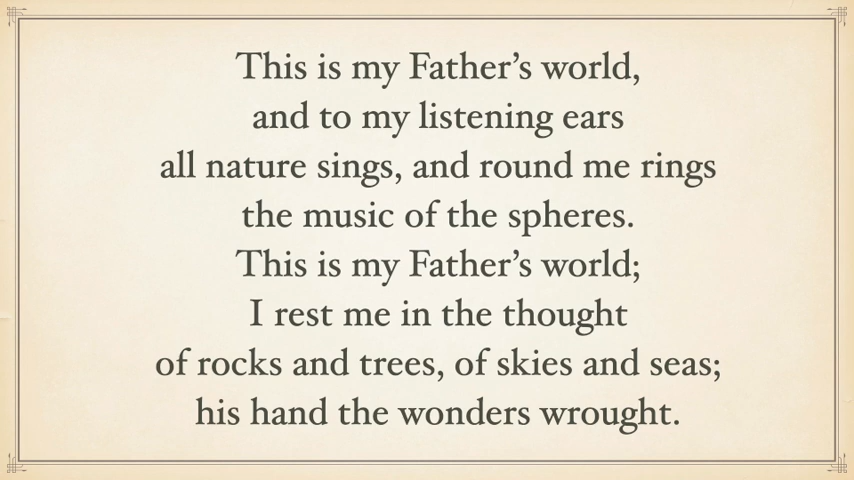 This is my Father’s world,
and to my listening ears
all nature sings, and round me rings
the music of the spheres.
This is my Father’s world;
I rest me in the thought
of rocks and trees, of skies and seas;
his hand the wonders wrought.